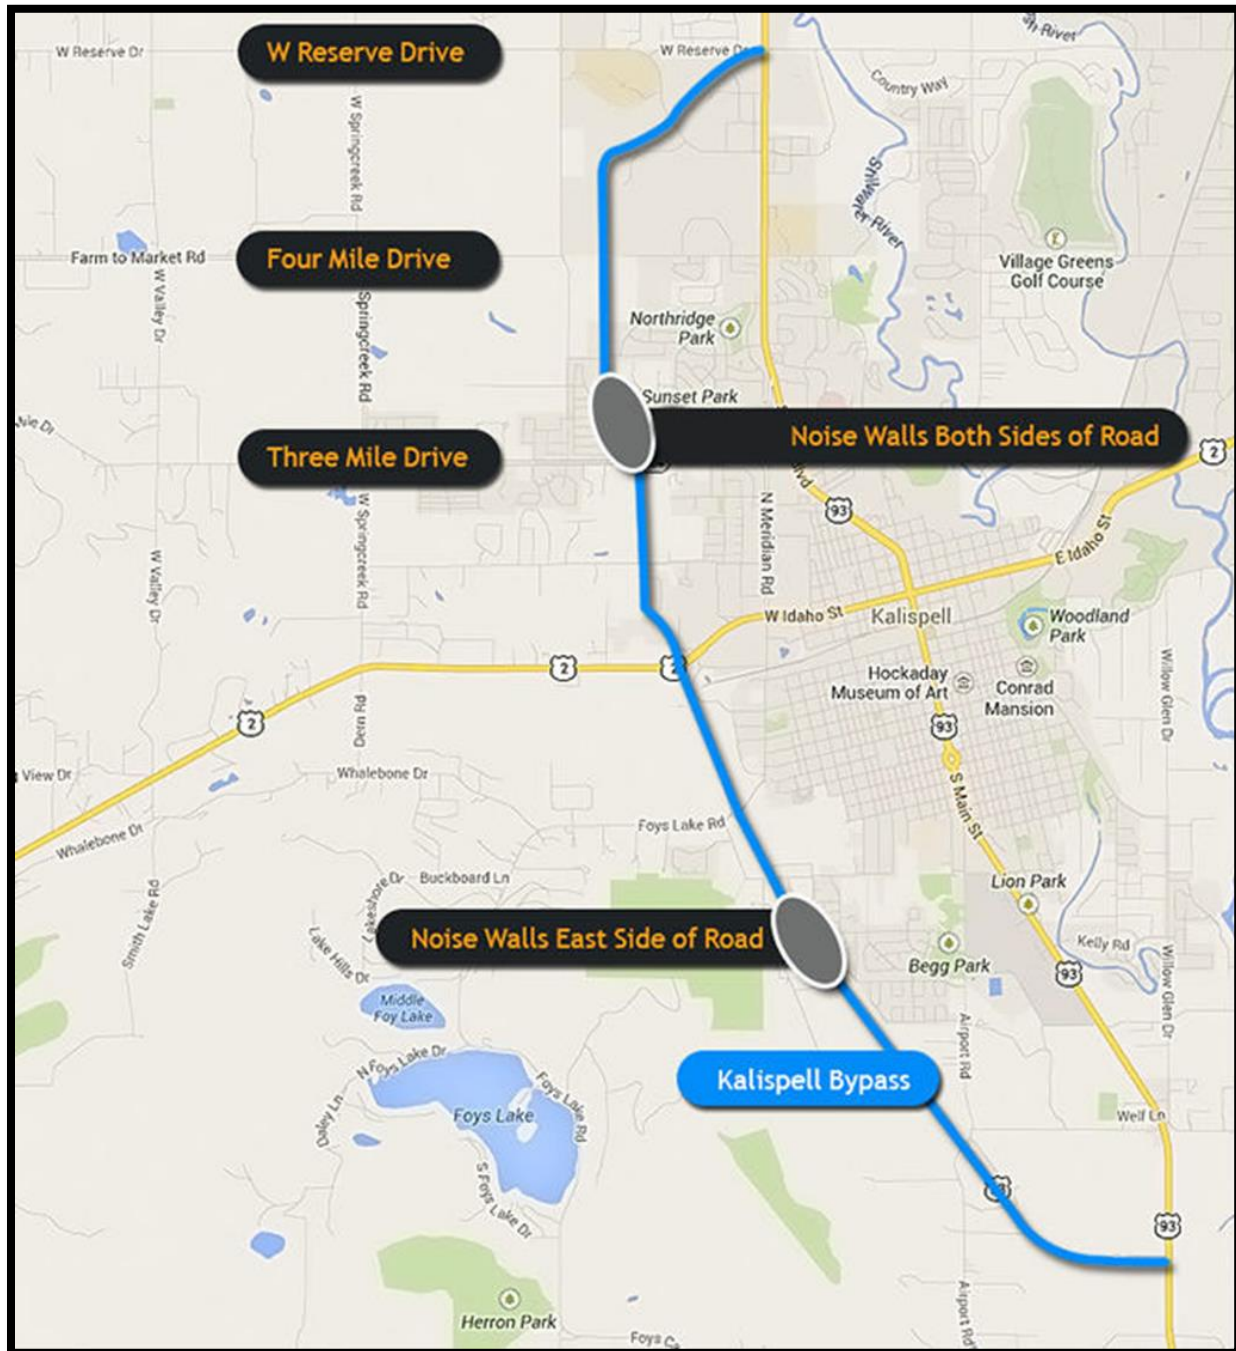 W Reserve Dr
W Reserve Drive
W Reserve Dr
Country Way
W Springcreek Rd
Stillwater River
Farm to Market Rd
Four Mile Drive
Village Greens
Golf Course
W Valley Dr
Springcreek Rd
Northridge
Park
Sunset Park
Noise Walls Both Sides of Road
2
Three Mile Drive
93
N Meridian Rd
W Springcreek Rd
E Idaho St
W Valley Dr
W Idaho St
Kalispell
Woodland
Park
2
2
Hockaday
Museum of Art
Conrad
Mansion
Willow Glen Dr
2
Dern Rd
93
View Dr
Whalebone Dr
S Main St
Foys Lake Rd
Whalebone Dr
Lakeshore Dr
Buckboard Ln
Lion Park
Smith Lake Rd
Noise Walls East Side of Road
Lake Hills Dr
Begg Park
Kelly Rd
93
Willow Glen Dr
Middle
Foy Lake
N Foys Lake Dr
Airport Rd
Kalispell Bypass
Foys Lake Rd
Foys Lake
Daley Ln
S Foys Lake Dr
93
Herron Park
Airport Rd